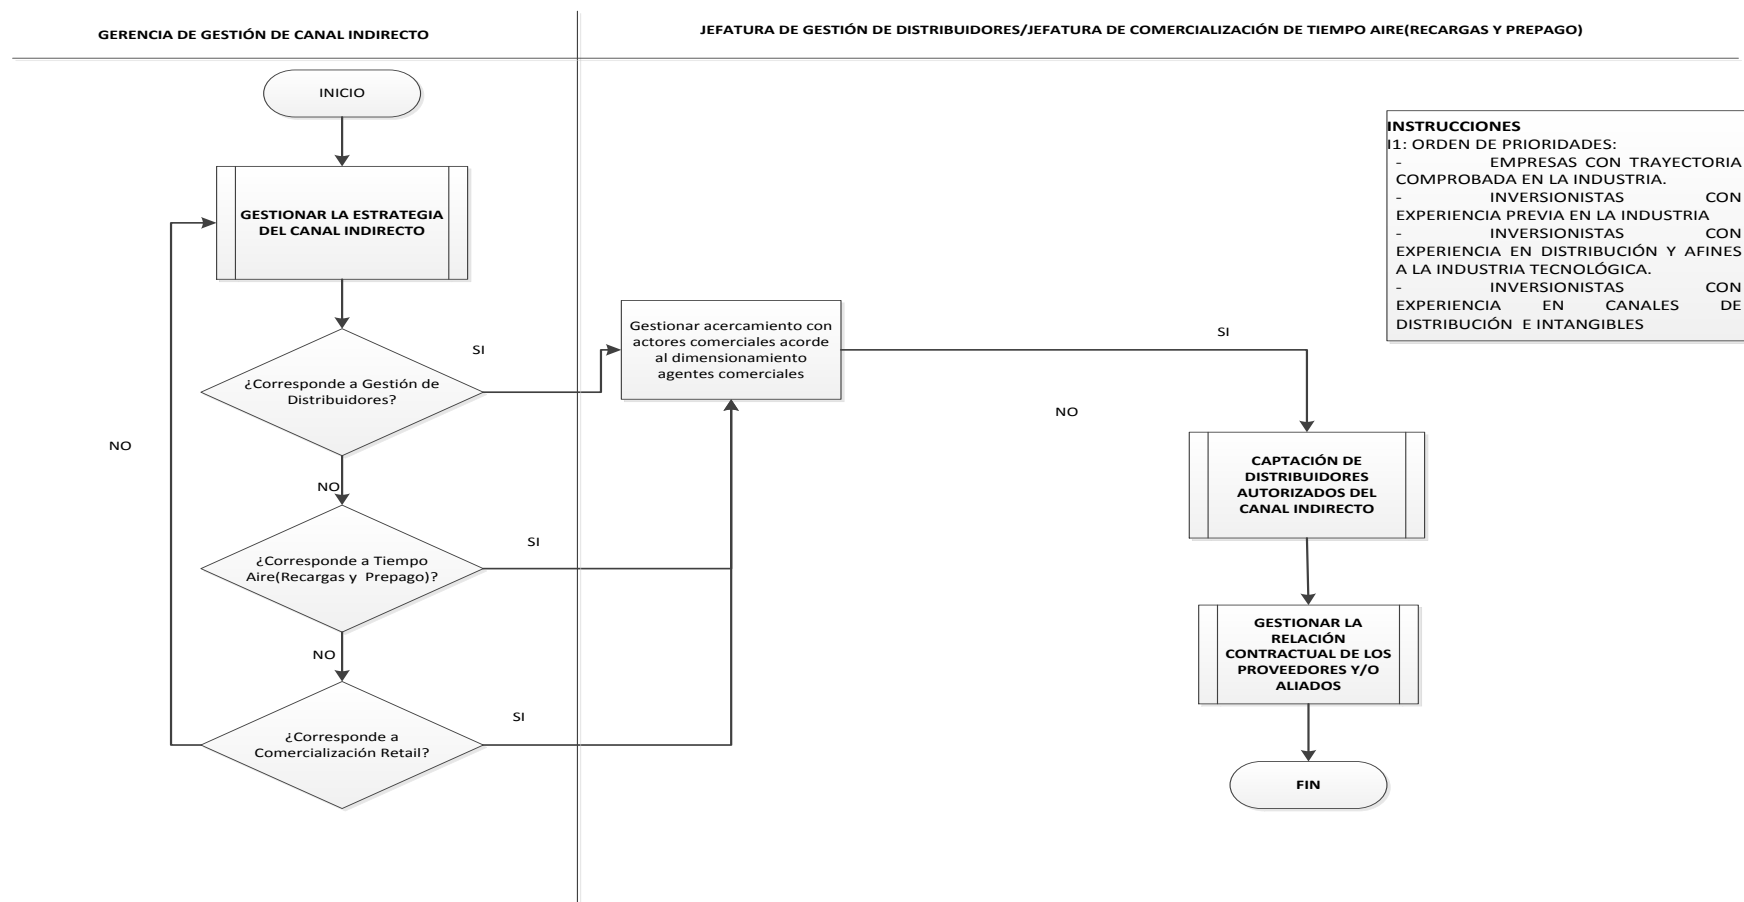 GERENCIA DE GESTIÓN DE CANAL INDIRECTO
JEFATURA DE GESTIÓN DE DISTRIBUIDORES/JEFATURA DE COMERCIALIZACIÓN DE TIEMPO AIRE(RECARGAS Y PREPAGO)
INICIO
GESTIONAR LA ESTRATEGIA
DEL CANAL INDIRECTO
¿Corresponde a Gestión de
Distribuidores?
SI
NO
NO
¿Corresponde a Tiempo
Aire(Recargas y Prepago)?
SI
NO
¿Corresponde a
Comercialización Retail?
SI
Gestionar acercamiento con
actores comerciales acorde
al dimensionamiento
agentes comerciales
SI
NO
CAPTACIÓN DE
DISTRIBUIDORES
AUTORIZADOS DEL
CANAL INDIRECTO
GESTIONAR LA
RELACIÓN
CONTRACTUAL DE LOS
PROVEEDORES Y/O
ALIADOS
FIN
INSTRUCCIONES
I1: ORDEN DE PRIORIDADES:
- EMPRESAS CON TRAYECTORIA
COMPROBADA EN LA INDUSTRIA.
- INVERSIONISTAS CON
EXPERIENCIA PREVIA EN LA INDUSTRIA
- INVERSIONISTAS CON
EXPERIENCIA EN DISTRIBUCIÓN Y AFINES
A LA INDUSTRIA TECNOLÓGICA.
- INVERSIONISTAS CON
EXPERIENCIA EN CANALES DE
DISTRIBUCIÓN E INTANGIBLES